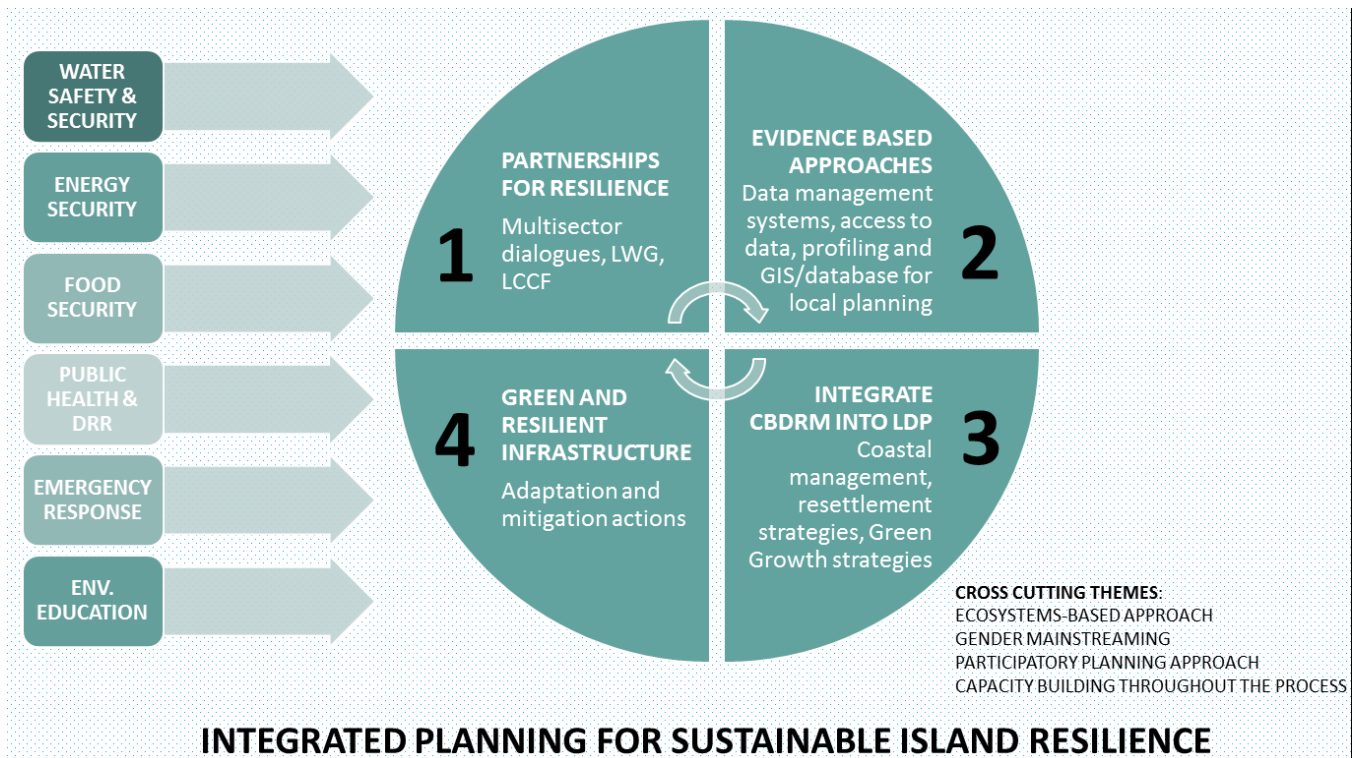 WATER
SAFETY &
SECURITY
ENERGY
SECURITY
FOOD
SECURITY
PUBLIC
HEALTH &
DRR
EMERGENCY
RESPONSE
ENV.
EDUCATION
1
PARTNERSHIPS
FOR RESILIENCE
Multisector
dialogues, LWG,
LCCF
2
EVIDENCE BASED
APPROACHES
Data management
systems, access to
data, profiling and
GIS/database for
local planning
3
INTEGRATE
CBDRM INTO LDP
Coastal
management,
resettlement
strategies, Green
Growth strategies
4
GREEN AND
RESILIENT
INFRASTRUCTURE
Adaptation and
mitigation actions
CROSS CUTTING THEMES:
ECOSYSTEMS-BASED APPROACH
GENDER MAINSTREAMING
PARTICIPATORY PLANNING APPROACH
CAPACITY BUILDING THROUGHOUT THE PROCESS
INTEGRATED PLANNING FOR SUSTAINABLE ISLAND RESILIENCE